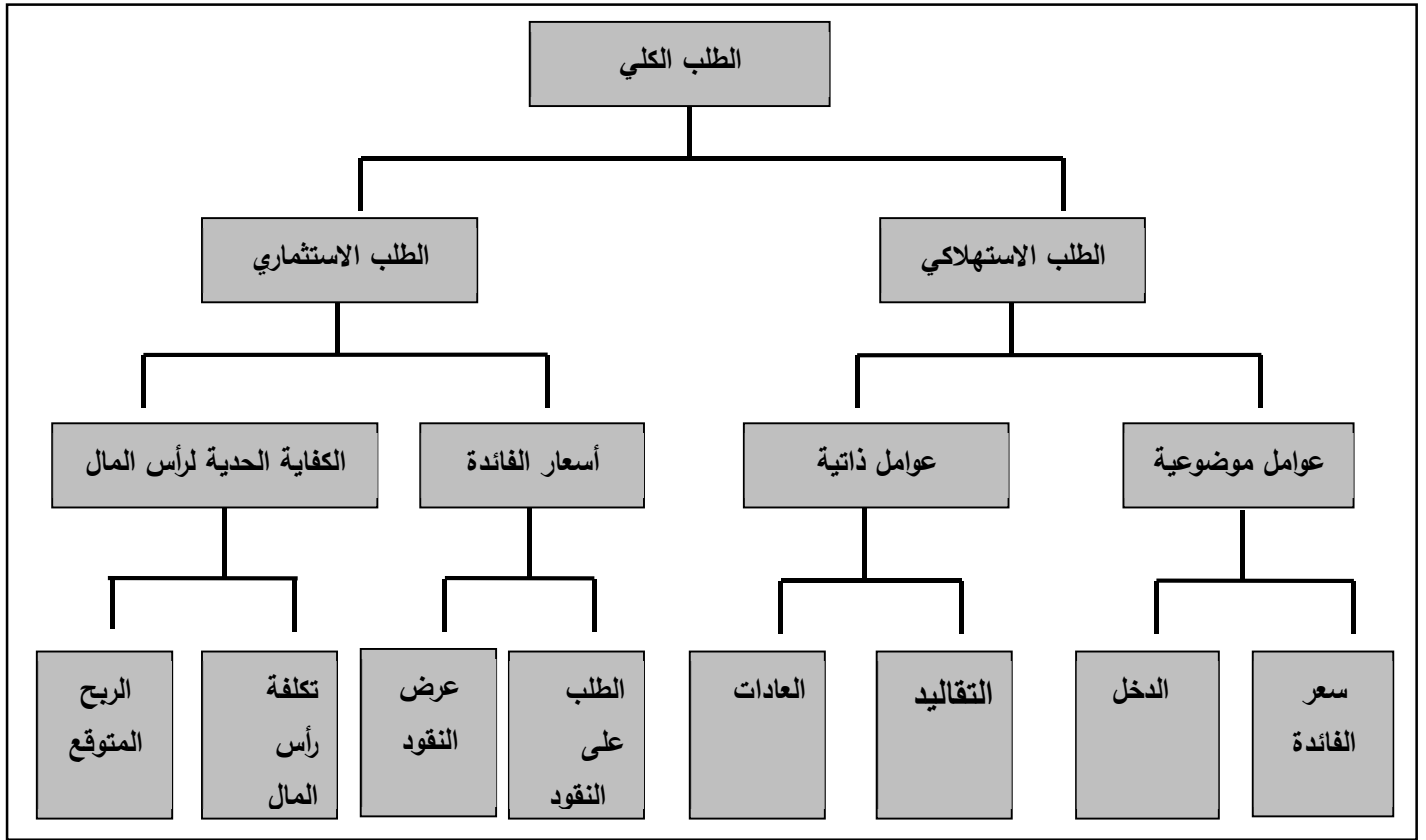 الطلب الكلي
الطلب الاستهلاكي
الطلب الاستثماري
عوامل موضوعية
عوامل ذاتية
أسعار الفائدة
الكفاية الحدية لرأس المال
سعر
الفائدة
الدخل
التقاليد
العادات
الطلب
على
النقود
عرض
النقود
تكلفة
رأس
المال
الربح
المتوقع